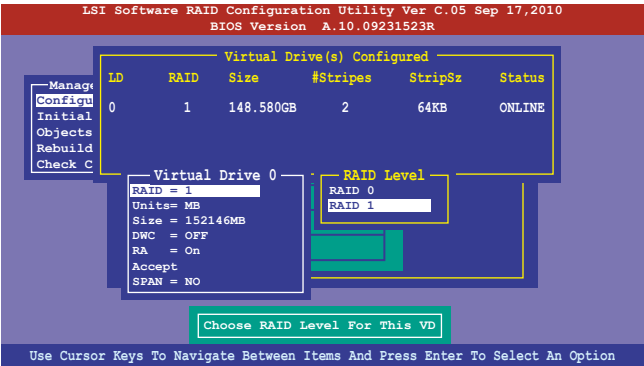 LSI Software RAID Configuration Utility Ver C.05 Sep 17,2010
BIOS Version A.10.09231523R
Virtual Drive(s) Configured
LD RAID Size #Stripes StripSz Status
0 1 148.580GB 2 64KB ONLINE
Manage
Configu
Initial
Objects
Rebuild
Check C
Virtual Drive 0
RAID = 1
Units= MB
Size = 152146MB
DWC = OFF
RA = On
Accept
SPAN = NO
RAID Level
RAID 0
RAID 1
Choose RAID Level For This VD
Use Cursor Keys To Navigate Between Items And Press Enter To Select An Option